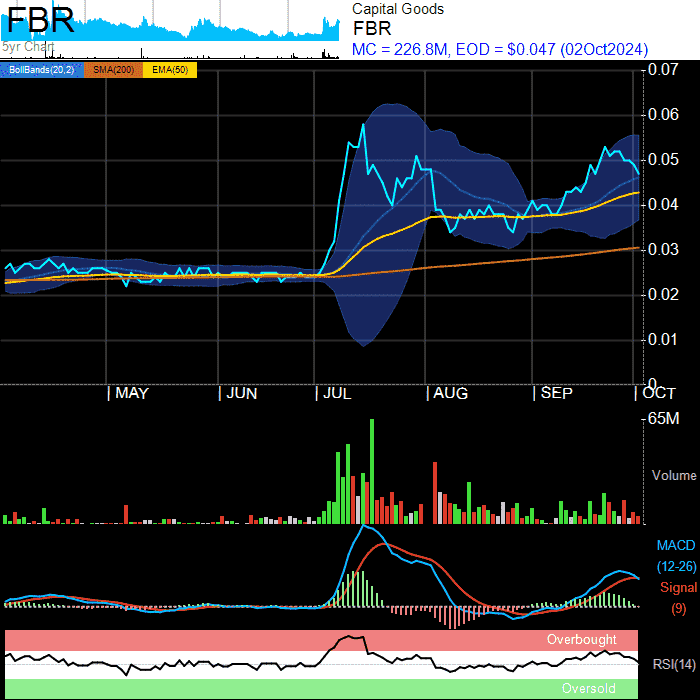 FBR
5yr Chart
Capital Goods
FBR
MC = 226.8M, EOD = $0.047 (02Oct2024)
BollBands(20,2) SMA(200) EMA(50)
0.07
0.06
0.05
0.04
0.03
0.02
0.01
0
MAY JUN JUL AUG SEP OCT
65M
Volume
MACD
(12-26)
Signal
(9)
Overbought
RSI(14)
Oversold